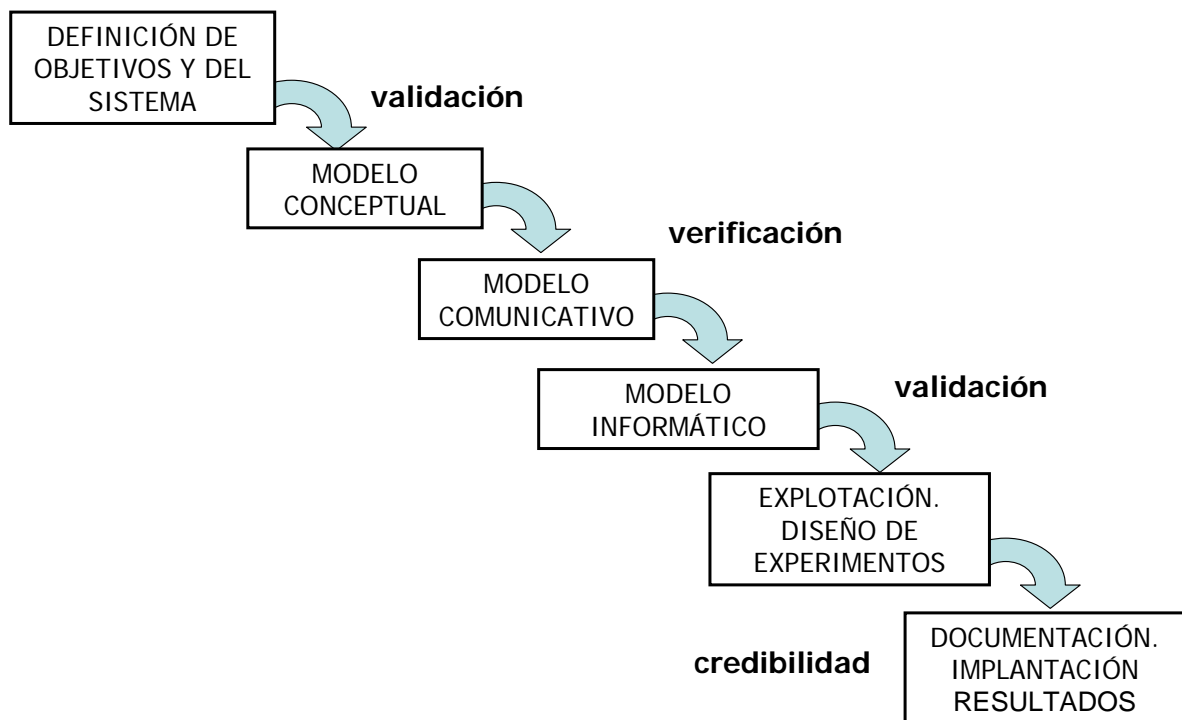 DEFINICIÓN DE
OBJETIVOS Y DEL
SISTEMA
validación
MODELO
CONCEPTUAL
verificación
MODELO
COMUNICATIVO
MODELO
INFORMÁTICO
validación
EXPLOTACIÓN.
DISEÑO DE
EXPERIMENTOS
credibilidad
DOCUMENTACIÓN.
IMPLANTACIÓN
RESULTADOS